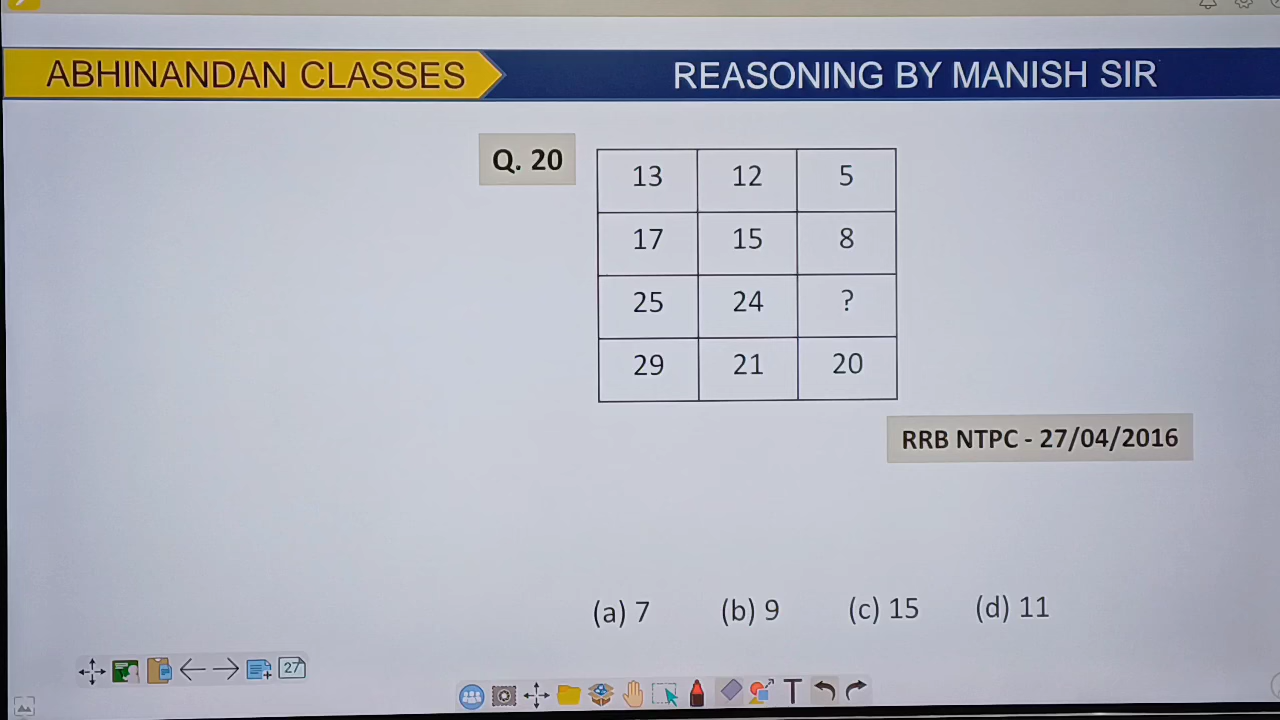 ABHINANDAN CLASSES REASONING BY MANISH SIR
Q. 20
13 12 5
17 15 8
25 24 ?
29 21 20
RRB NTPC - 27/04/2016
(a) 7 (b) 9 (c) 15 (d) 11
27
T